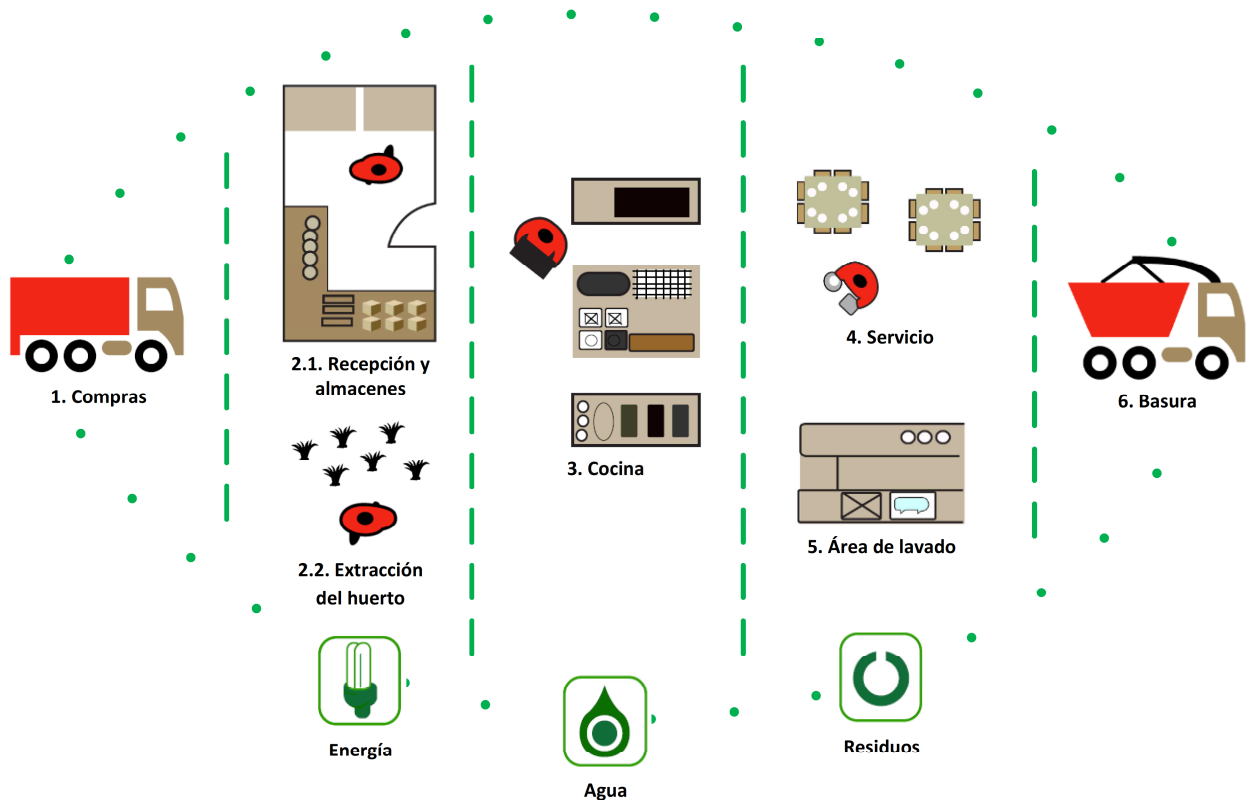 1. Compras
2.1. Recepción y
almacenes
2.2. Extracción
del huerto
3. Cocina
4. Servicio
5. Área de lavado
6. Basura
Energía
Agua
Residuos